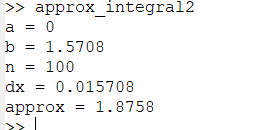 >> approx_integral2
a = 0
b = 1.5708
n = 100
dx = 0.015708
approx = 1.8758
>>